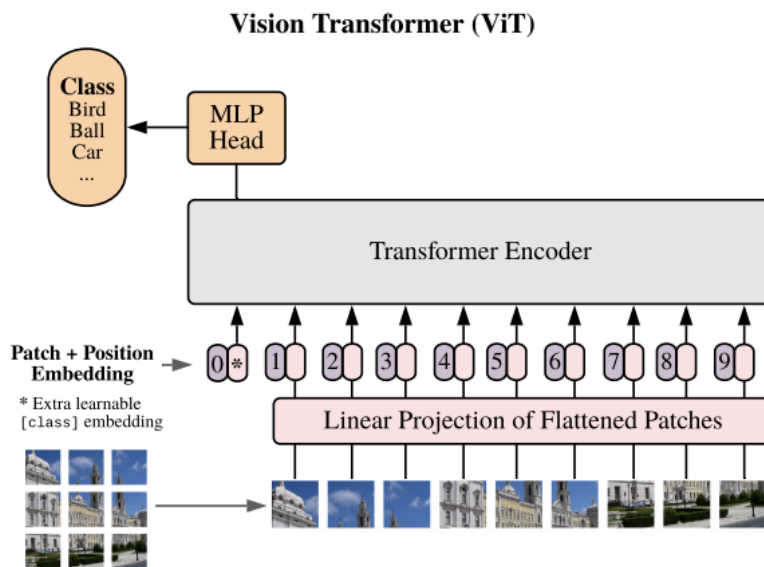 Vision Transformer (ViT)
Class
Bird
Ball
Car
...
MLP
Head
Transformer Encoder
Patch + Position
Embedding
0 * 1 2 3 4 5 6 7 8 9
* Extra learnable
[class] embedding
Linear Projection of Flattened Patches